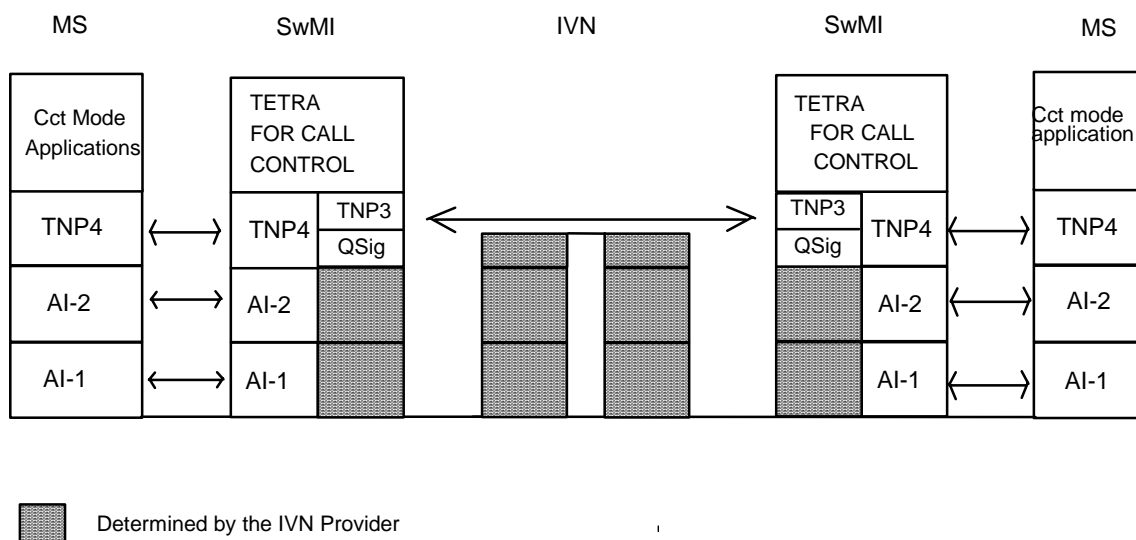 MS
SwMI
IVN
SwMI
MS
Cct Mode
Applications
TETRA
FOR CALL
CONTROL
TETRA
FOR CALL
CONTROL
Cct mode
application
TNP4
TNP4
TNP3
QSig
TNP3
QSig
TNP4
TNP4
AI-2
AI-2
AI-2
AI-2
AI-1
AI-1
AI-1
AI-1
Determined by the IVN Provider